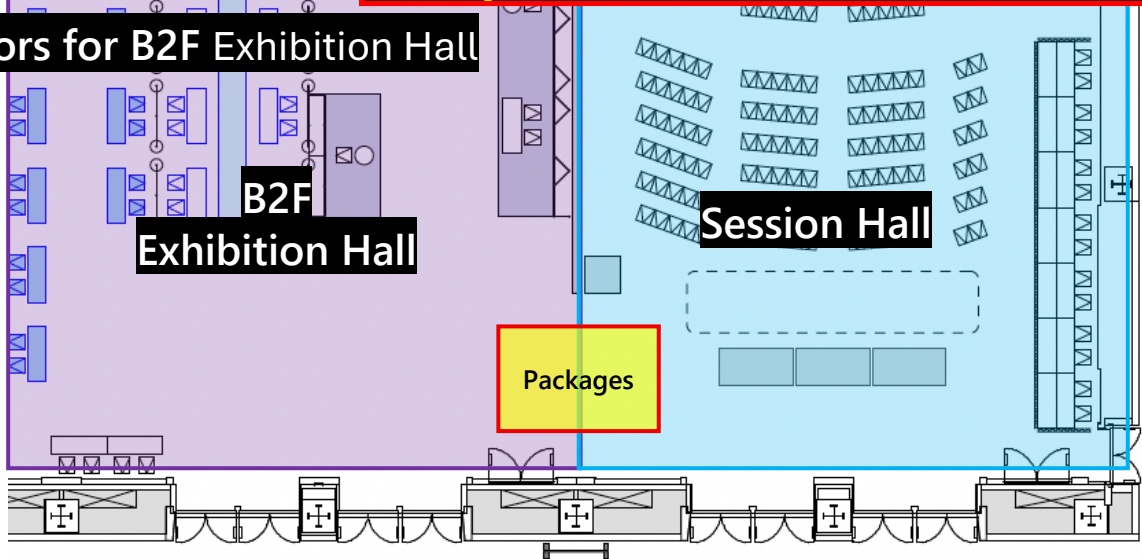 ors for B2F Exhibition Hall
B2F
Exhibition Hall
Session Hall
Packages